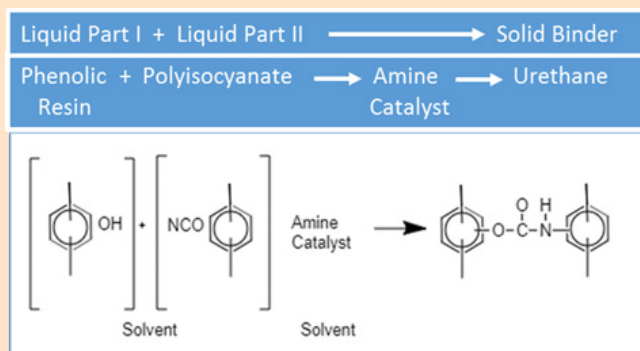 Liquid Part I + Liquid Part II ⟶ Solid Binder
Phenolic + Polyisocyanate ⟶ Amine ⟶ Urethane
Resin Catalyst
OH + NCO Amine
Catalyst
O H
O-C-N
Solvent Solvent